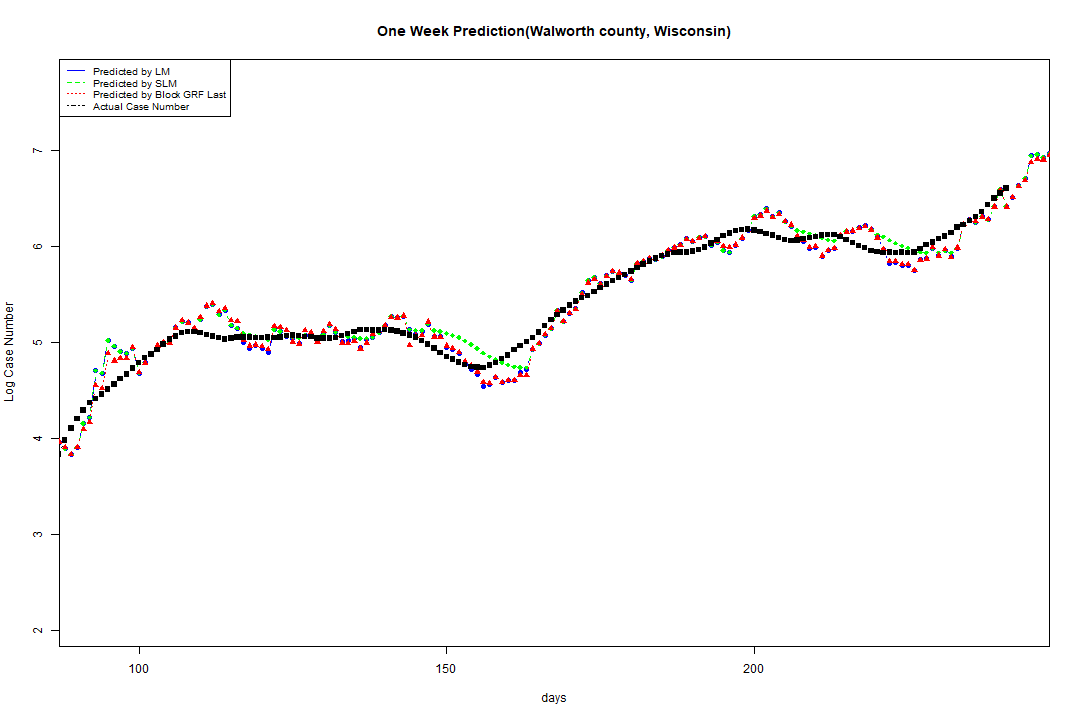 One Week Prediction(Walworth county, Wisconsin)
Predicted by LM
Predicted by SLM
Predicted by Block GRF Last
Actual Case Number
7
6
5
4
3
2
Log Case Number
100 150 200
days